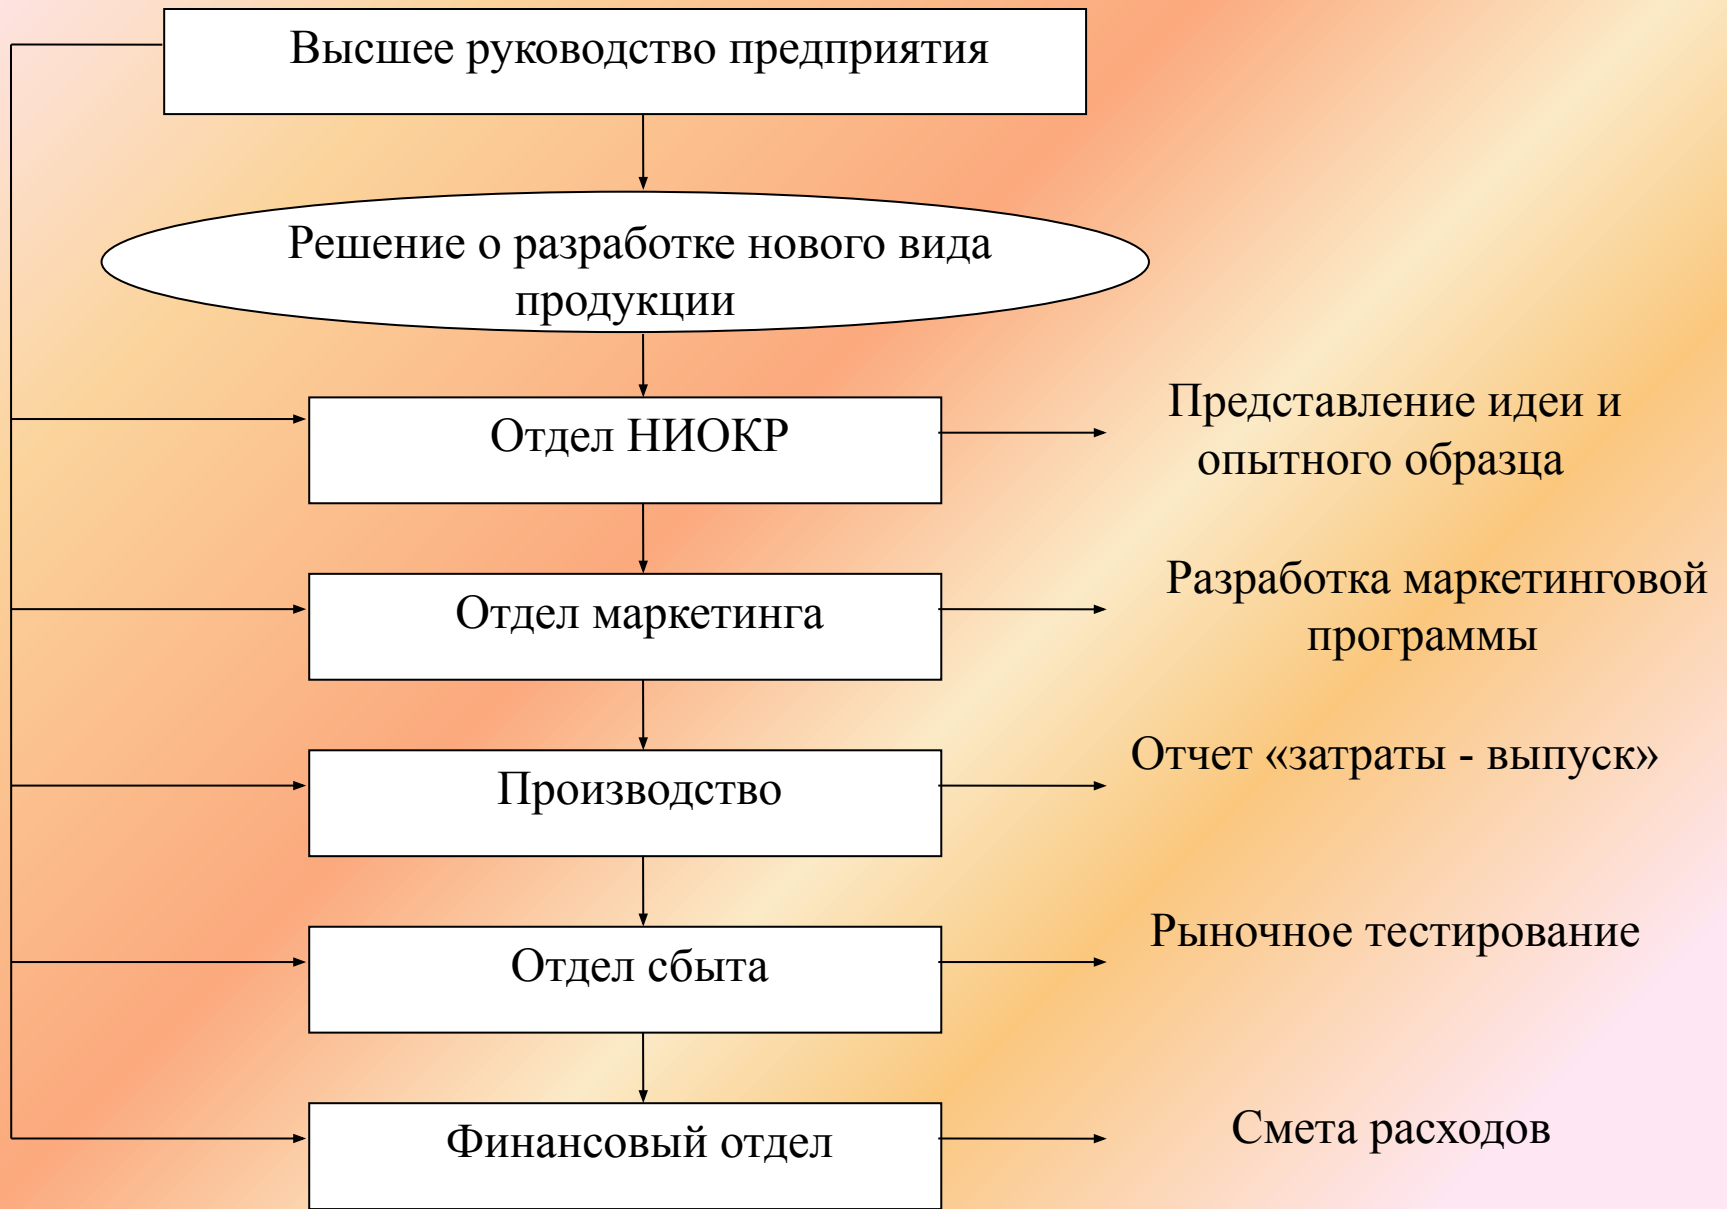 Высшее руководство предприятия
Решение о разработке нового вида
продукции
Отдел НИОКР
Представление идеи и
опытного образца
Отдел маркетинга
Разработка маркетинговой
программы
Производство
Отчет «затраты - выпуск»
Отдел сбыта
Рыночное тестирование
Финансовый отдел
Смета расходов